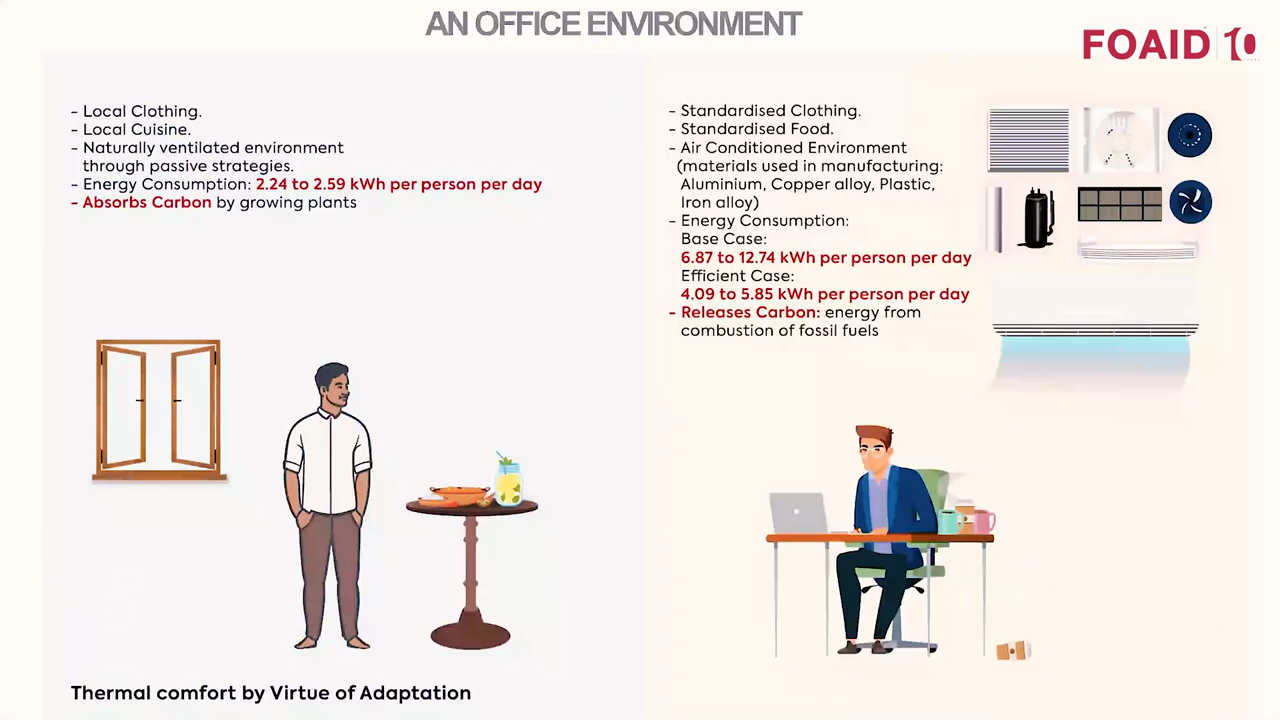 AN OFFICE ENVIRONMENT
FOAID 10
- Local Clothing.
- Local Cuisine.
- Naturally ventilated environment
through passive strategies.
- Energy Consumption: 2.24 to 2.59 kWh per person per day
- Absorbs Carbon by growing plants
Thermal comfort by Virtue of Adaptation
- Standardised Clothing.
- Standardised Food.
- Air Conditioned Environment
(materials used in manufacturing:
Aluminium, Copper alloy, Plastic,
Iron alloy)
- Energy Consumption:
Base Case:
6.87 to 12.74 kWh per person per day
Efficient Case:
4.09 to 5.85 kWh per person per day
- Releases Carbon: energy from
combustion of fossil fuels